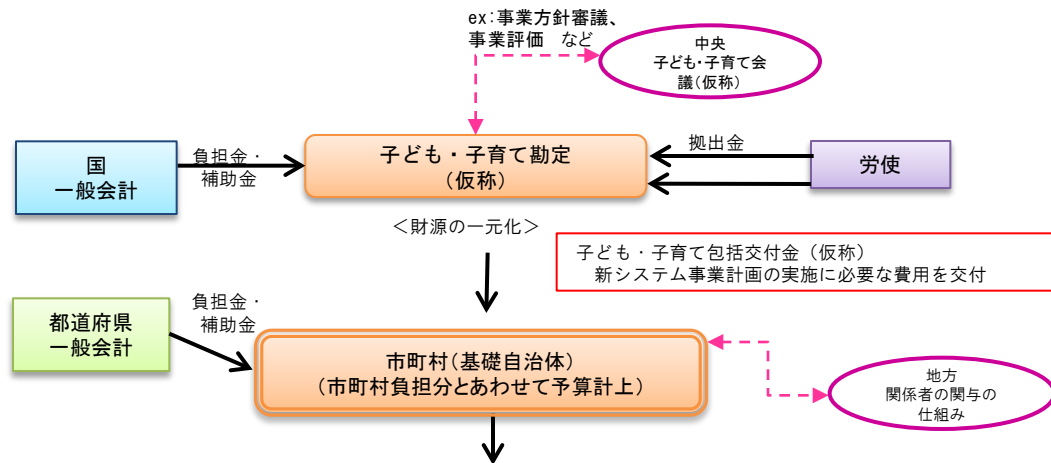 ex:事業方針審議、
事業評価　など
中央
子ども・子育て会
議(仮称)
国
一般会計
負担金・
補助金
子ども・子育て勘定
(仮称)
拠出金
労使
＜財源の一元化＞
子ども・子育て包括交付金（仮称）
新システム事業計画の実施に必要な費用を交付
都道府県
一般会計
負担金・
補助金
市町村(基礎自治体)
(市町村負担分とあわせて予算計上)
地方
関係者の関与の
仕組み